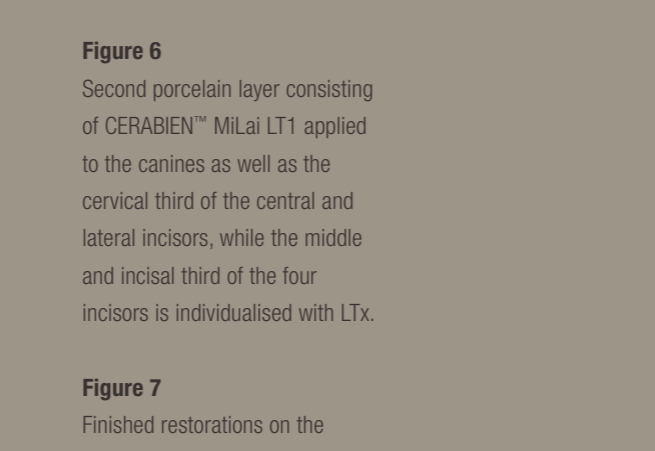 Figure 6
Second porcelain layer consisting
of CERABIEN™ MiLai LT1 applied
to the canines as well as the
cervical third of the central and
lateral incisors, while the middle
and incisal third of the four
incisors is individualised with LTx.
Figure 7
Finished restorations on the